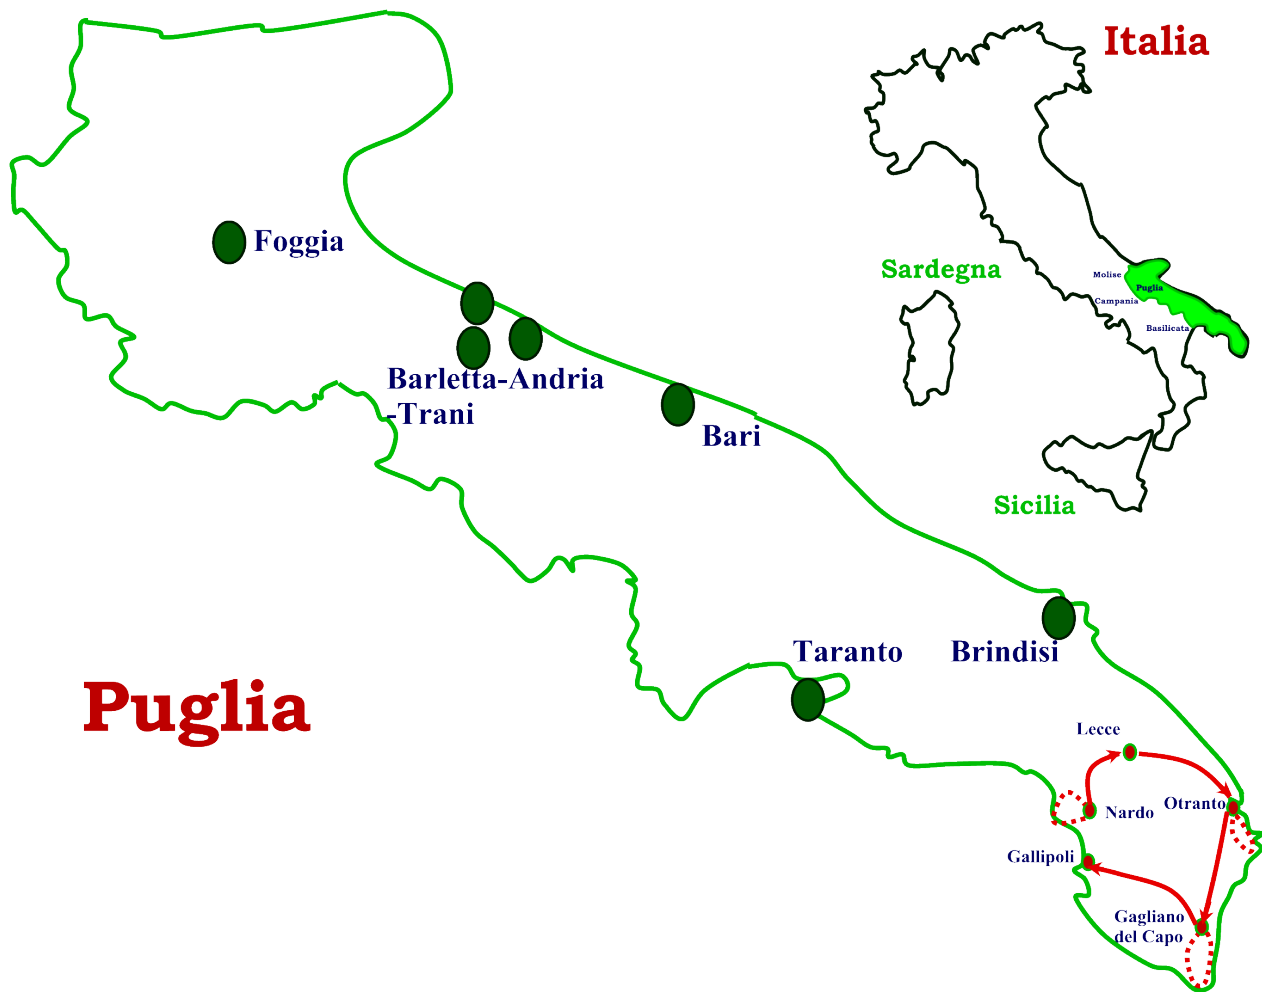 Italia
Sardegna
Molise
Puglia
Campania
Basilicata
Sicilia
Foggia
Barletta-Andria
-Trani
Bari
Taranto
Brindisi
Puglia
Lecce
Otranto
Nardo
Gallipoli
Gagliano
del Capo